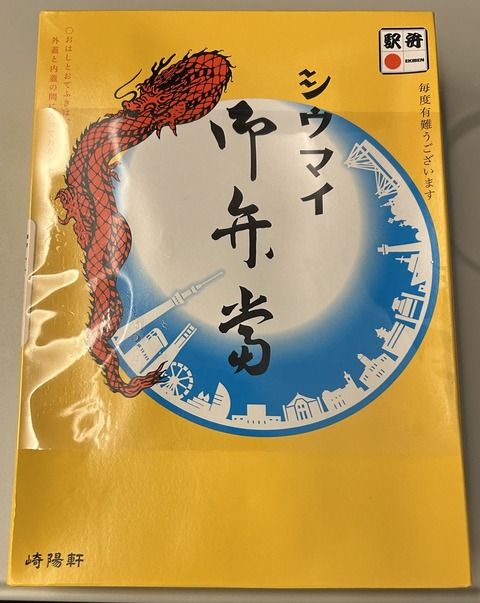 駅弁
EKIBEN
毎度有難うございます
シウマイ
御弁当
〇おはしとおてふきは
外蓋と内蓋の間に
崎陽軒